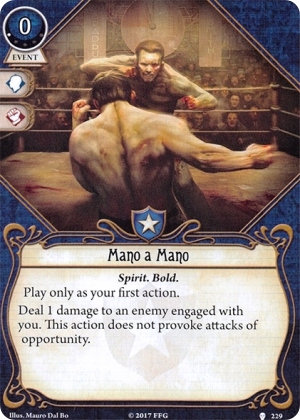 0
EVENT
Mano a Mano
Spirit. Bold.
Play only as your first action.
Deal 1 damage to an enemy engaged with
you. This action does not provoke attacks of
opportunity.
Illus. Mauro Dal Bo
© 2017 FFG
229